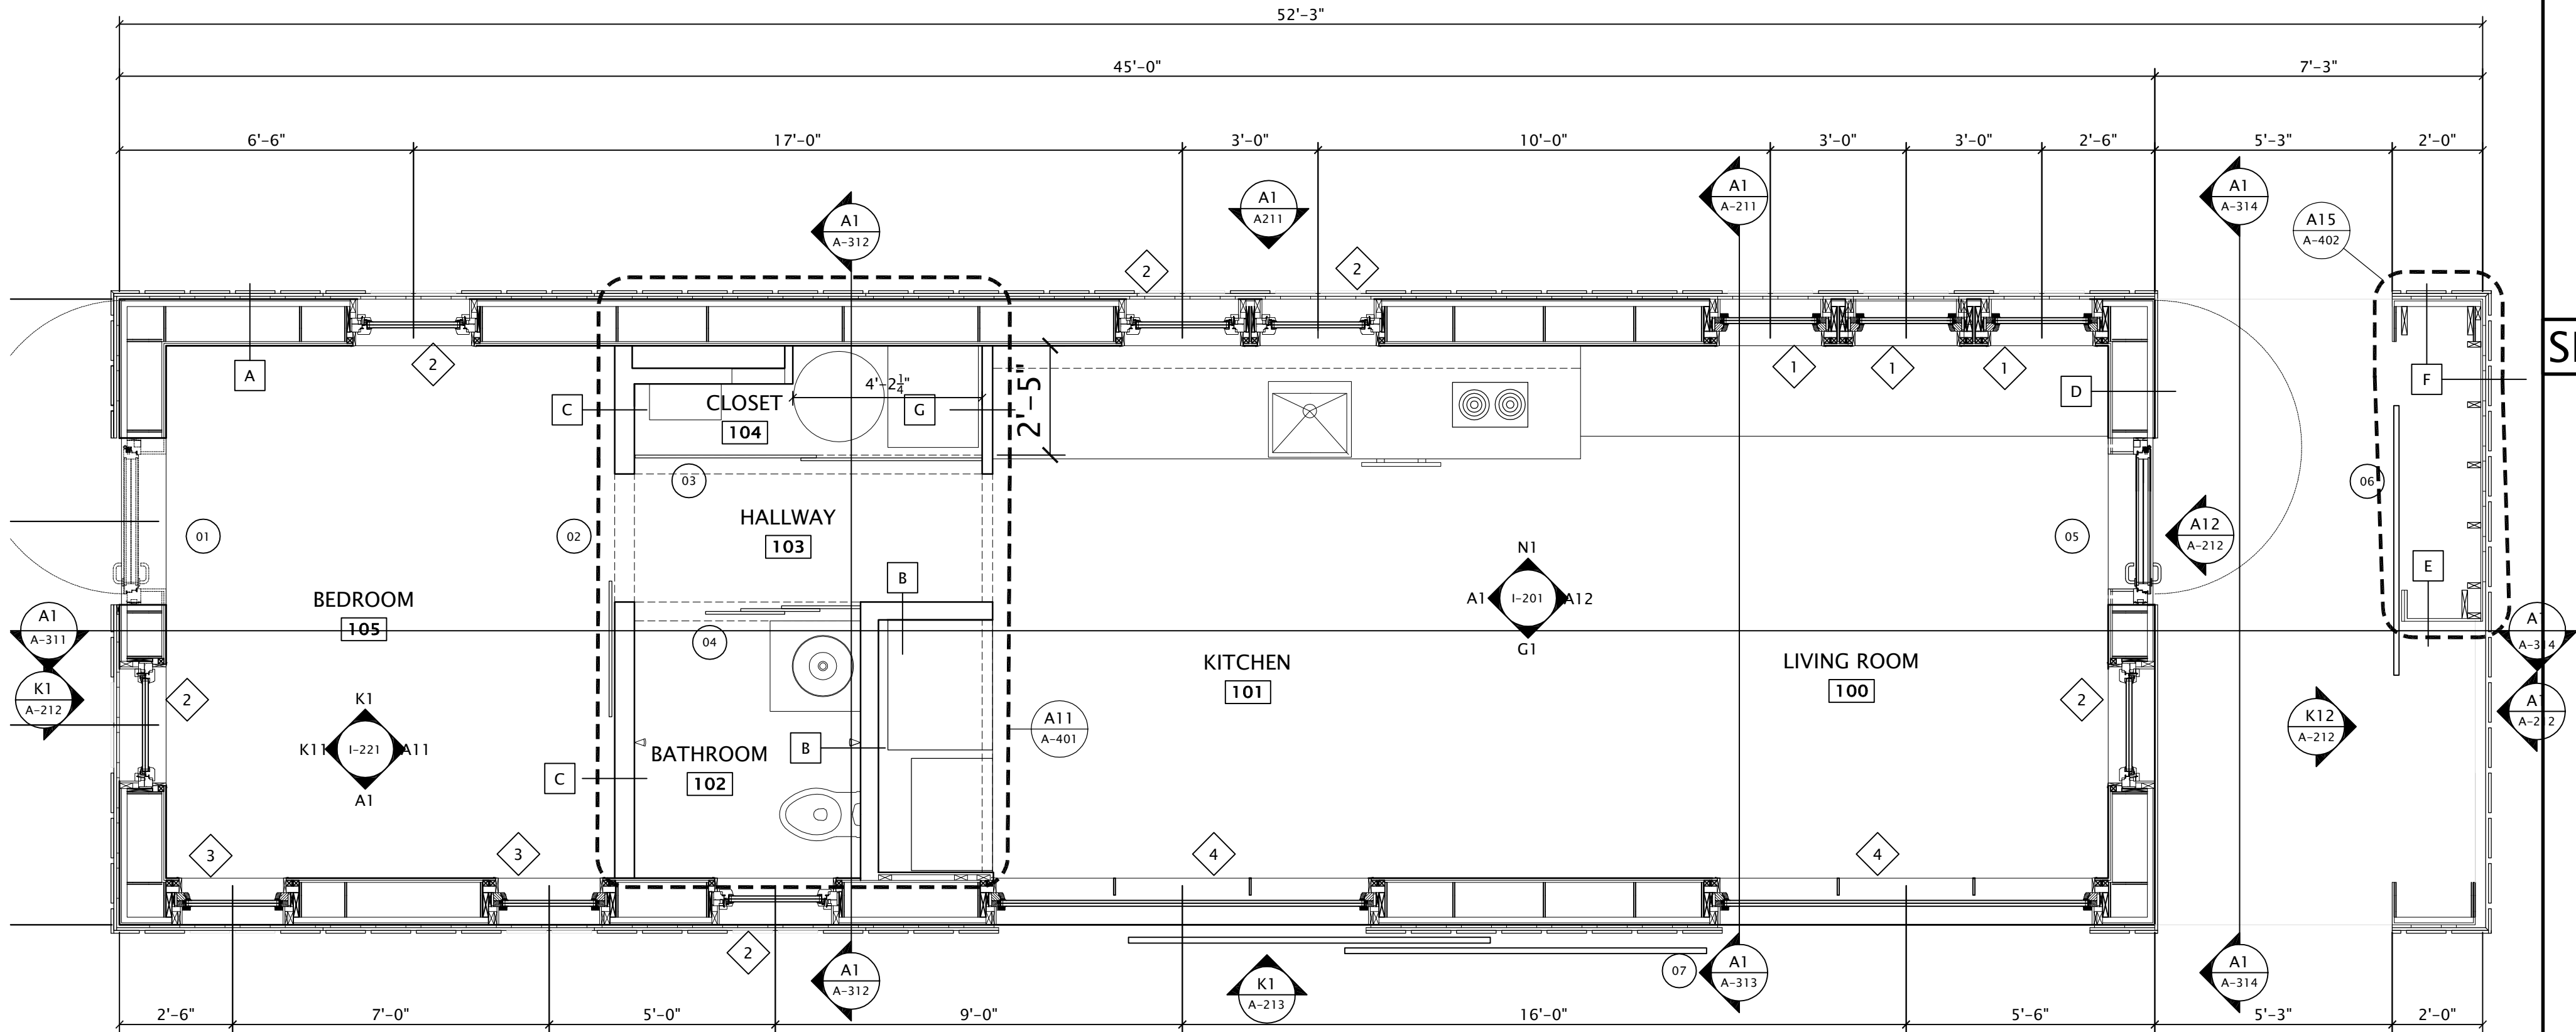 52'-3"
45'-0" 7'-3"
6'-6" 17'-0" 3'-0" 10'-0" 3'-0" 3'-0" 2'-6" 5'-3" 2'-0"
A1 A-312
A1 A211
A1 A-211
A1 A-314
A15 A-402
2 2
A 2 1 1 1 D F
C CLOSET 4'-2¼" G 2'-5"
104
03 06
01 02 HALLWAY 05 A12 A-212
103
B N1 E
BEDROOM A1 I-201 A12
105 G1
A1 A-311 04 A1 A-314
KITCHEN LIVING ROOM
101 100
K1 A-212 2 2 A1 A-212
K1 A11 A-401 K12 A-212
K11 I-221 A11 BATHROOM B
C 102
A1
3 3 4 4
2 A1 A-312 K1 A-213 07 A1 A-313 A1 A-314
2'-6" 7'-0" 5'-0" 9'-0" 16'-0" 5'-6" 5'-3" 2'-0"